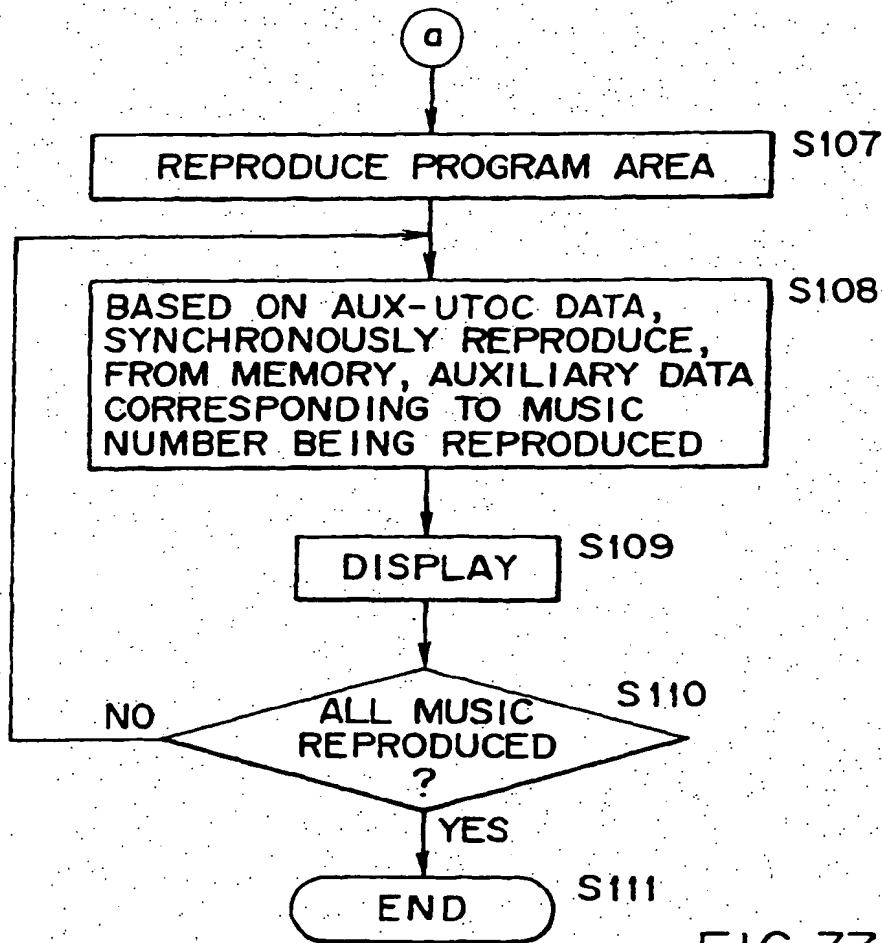 a
REPRODUCE PROGRAM AREA
S107
BASED ON AUX-UTOC DATA,
SYNCHRONOUSLY REPRODUCE,
FROM MEMORY, AUXILIARY DATA
CORRESPONDING TO MUSIC
NUMBER BEING REPRODUCED
S108
DISPLAY
S109
ALL MUSIC
REPRODUCED
?
S110
NO
YES
END
S111